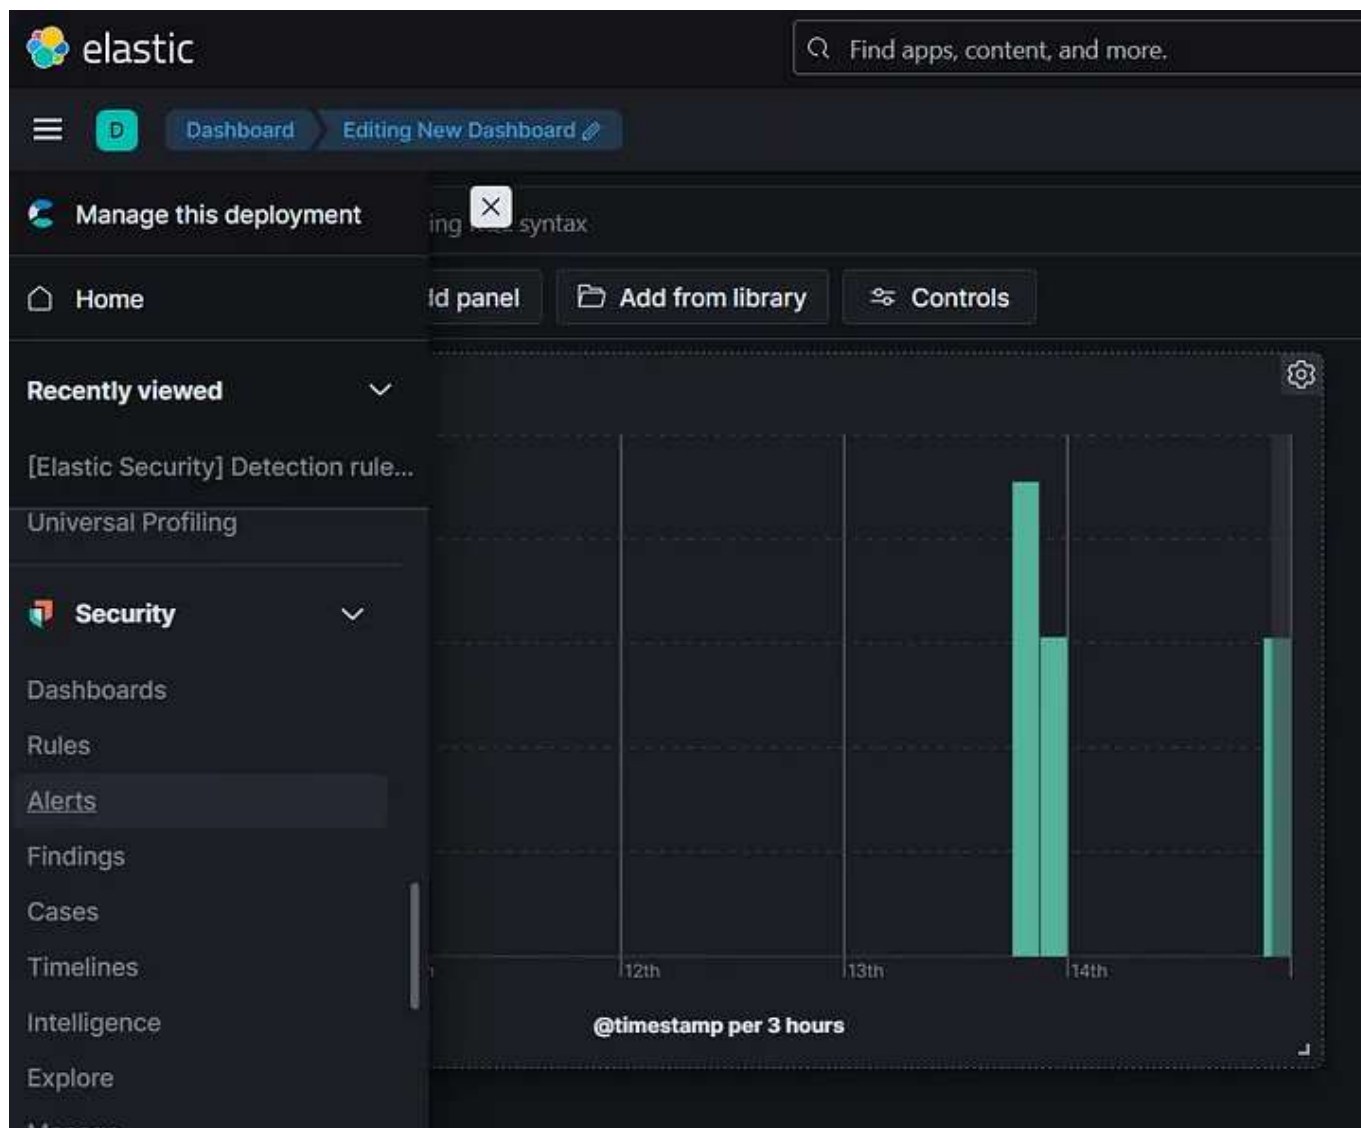 elastic
Find apps, content, and more.
D
Dashboard
Editing New Dashboard
Manage this deployment
syntax
Home
panel
Add from library
Controls
Recently viewed
[Elastic Security] Detection rule...
Universal Profiling
Security
Dashboards
Rules
Alerts
Findings
Cases
Timelines
Intelligence
Explore
12th
13th
14th
@timestamp per 3 hours